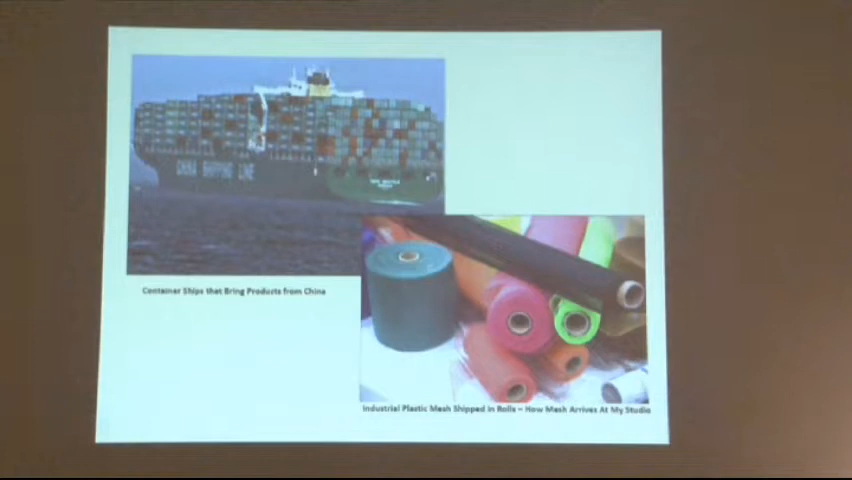 CHINA SHIPPING LINE
Container Ships that Bring Products from China
Industrial Plastic Mesh Shipped in Rolls – How Mesh Arrives At My Studio